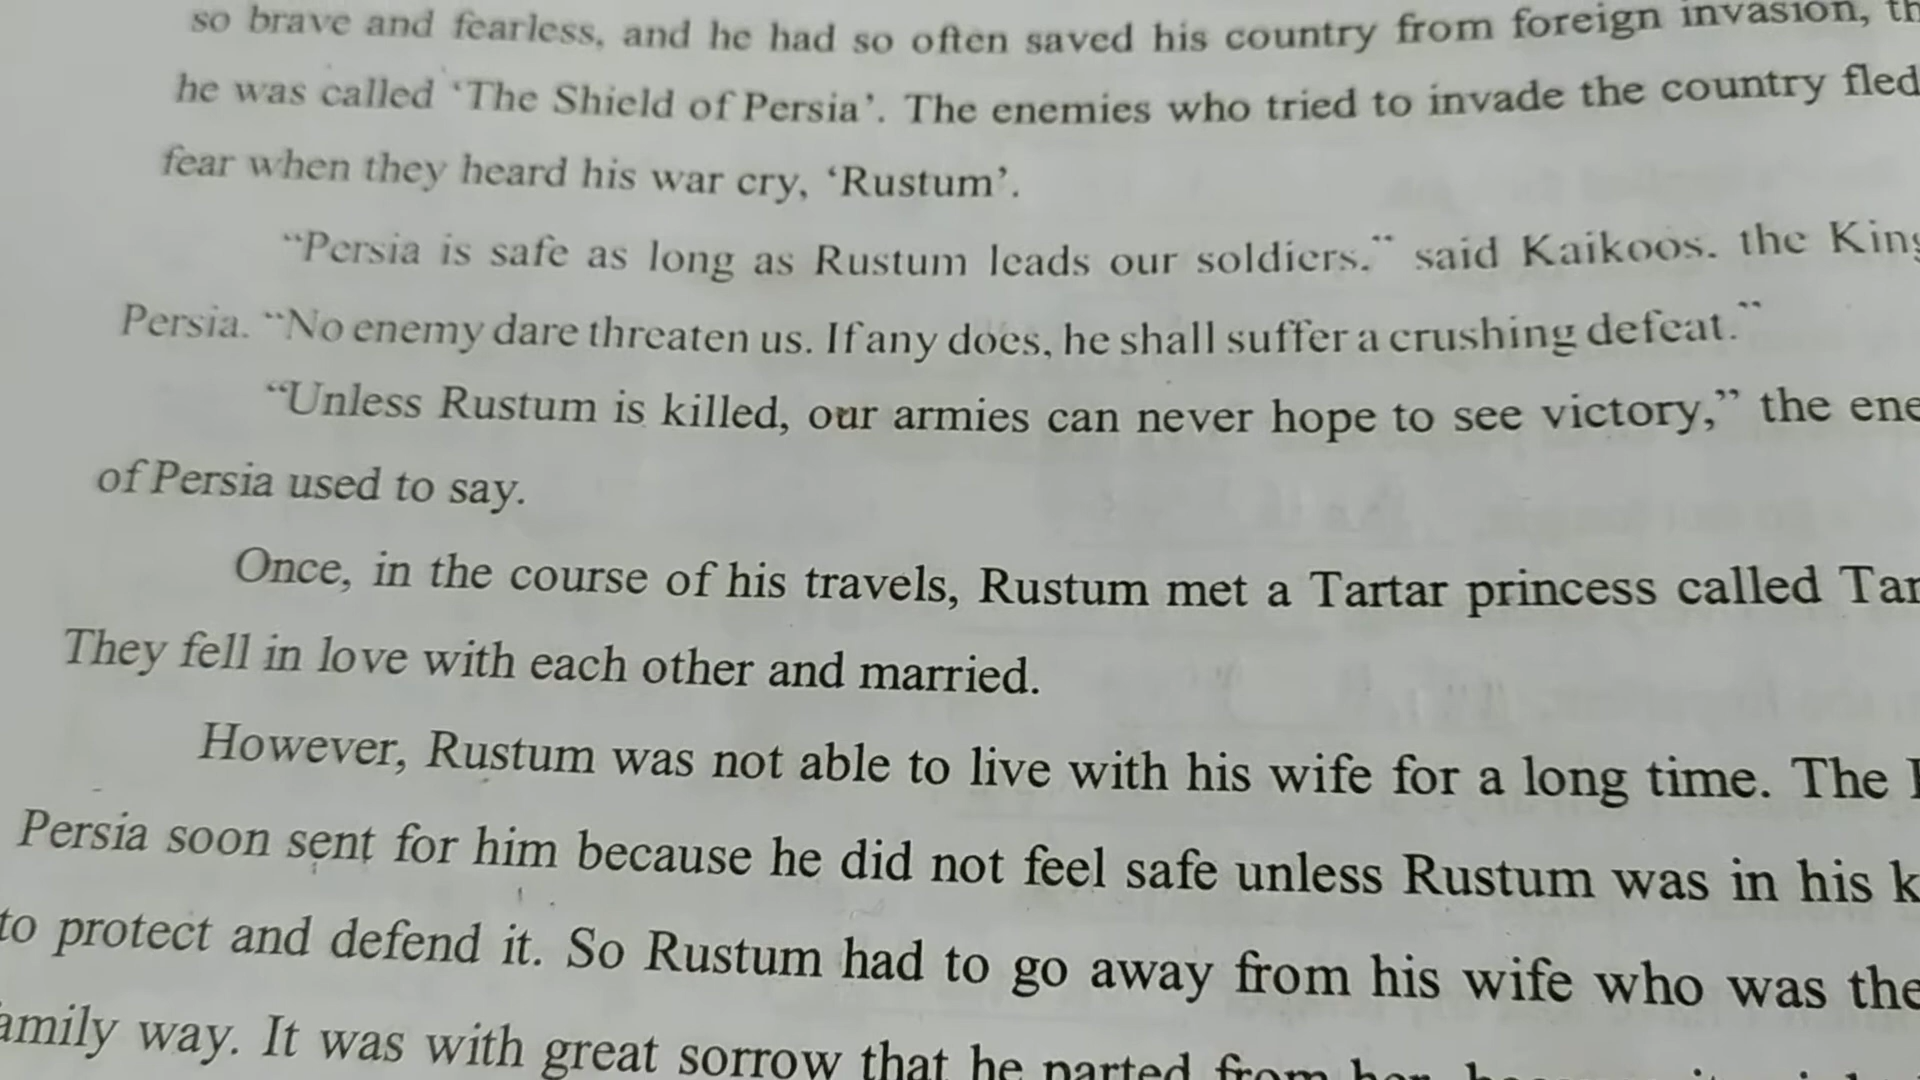 so brave and fearless, and he had so often saved his country from foreign invasion,
he was called 'The Shield of Persia'. The enemies who tried to invade the country fled
fear when they heard his war cry, 'Rustum'.
"Persia is safe as long as Rustum leads our soldiers." said Kaikoos. the
Persia. "No enemy dare threaten us. If any does, he shall suffer a crushing defeat."
"Unless Rustum is killed, our armies can never hope to see victory," the
of Persia used to say.
Once, in the course of his travels, Rustum met a Tartar princess called
They fell in love with each other and married.
However, Rustum was not able to live with his wife for a long time. The
Persia soon sent for him because he did not feel safe unless Rustum was in his
to protect and defend it. So Rustum had to go away from his wife who was
way. It was with great sorrow that he parted from